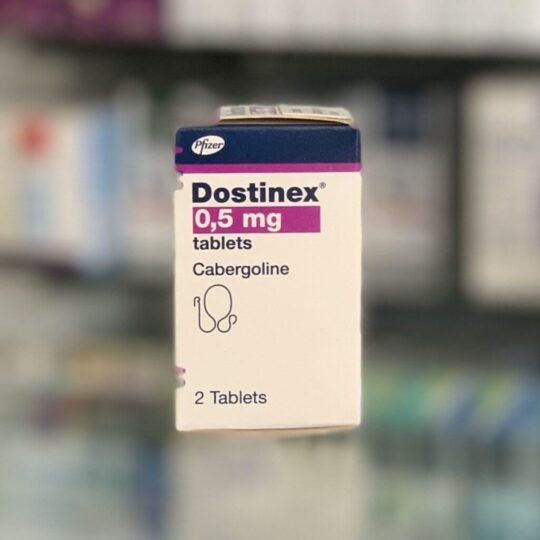 Pfizer
Dostinex®
0,5 mg
tablets
Cabergoline
2 Tablets